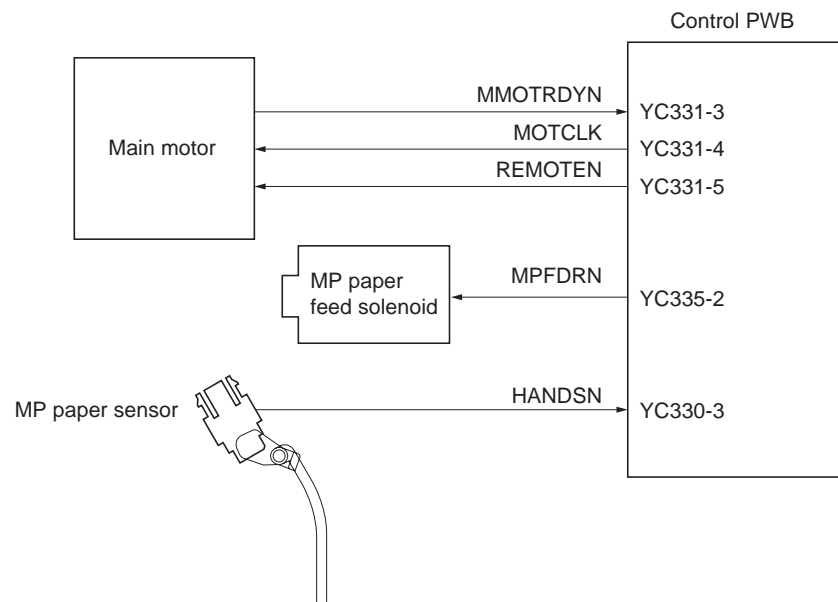 Control PWB
MMOTRDYN
YC331-3
Main motor
MOTCLK
YC331-4
REMOTEN
YC331-5
MP paper
feed solenoid
MPFDRN
YC335-2
MP paper sensor
HANDSN
YC330-3